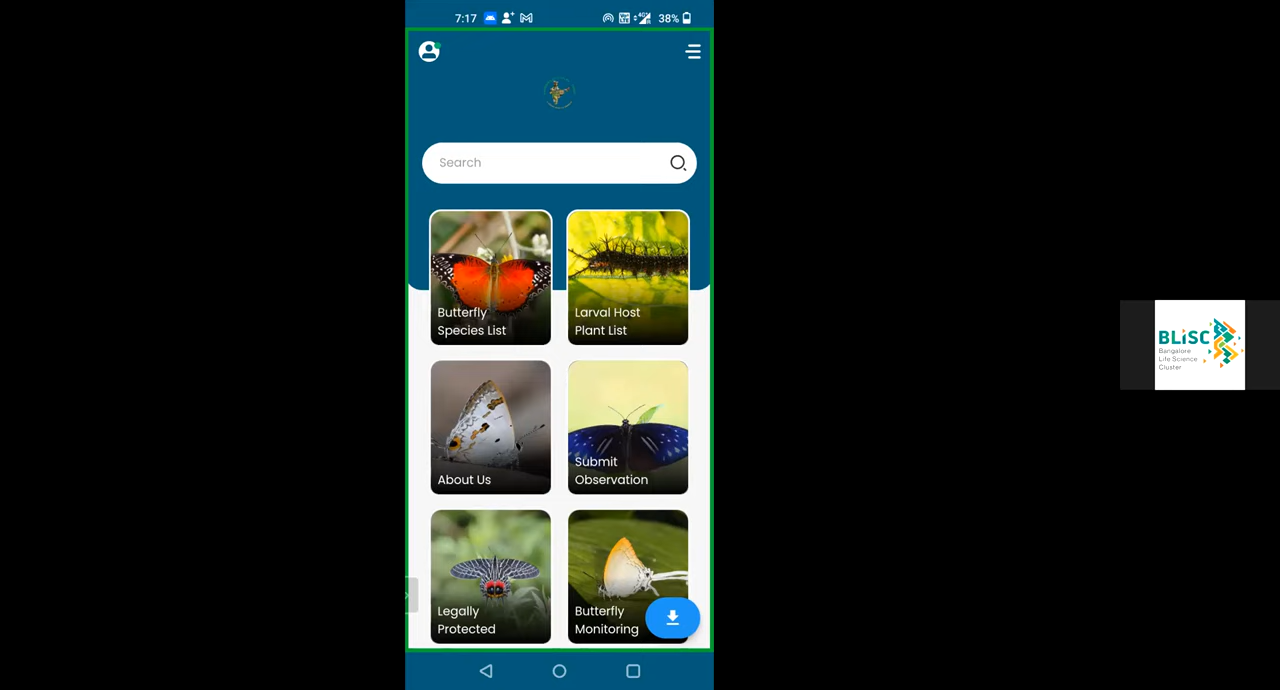 7:17
38%
Search
Butterfly
Species List
Larval Host
Plant List
About Us
Submit
Observation
Legally
Protected
Butterfly
Monitoring
BLiSC
Bangalore
Life Science
Cluster